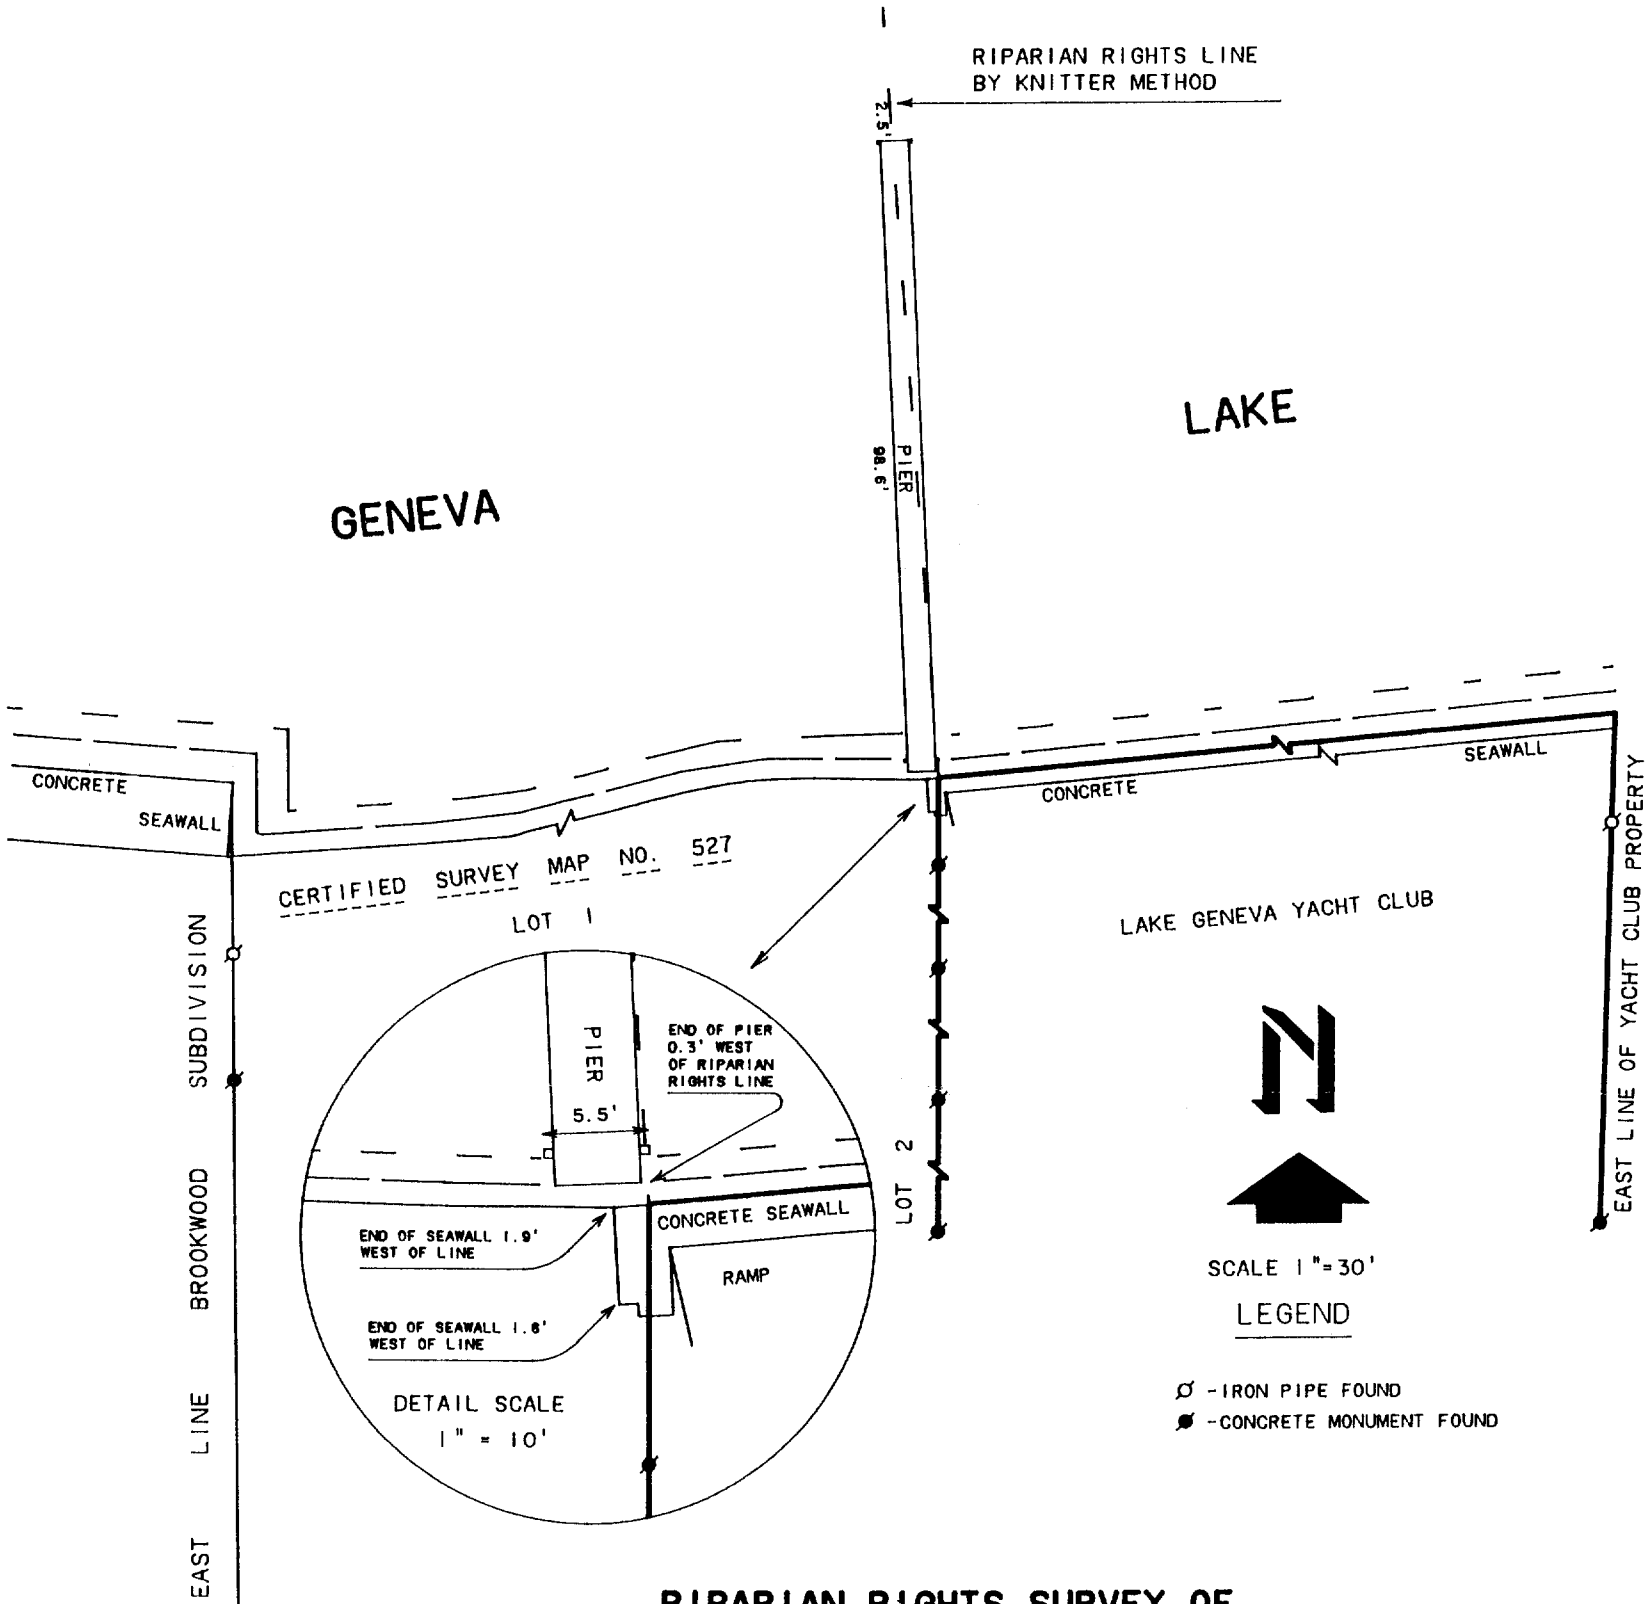 RIPARIAN RIGHTS LINE
BY KNITTER METHOD
2.5'
LAKE
PIER
98.6'
GENEVA
CONCRETE
SEAWALL
SEAWALL
CONCRETE
CERTIFIED SURVEY MAP NO. 527
LOT 1
LAKE GENEVA YACHT CLUB
EAST LINE OF YACHT CLUB PROPERTY
EAST LINE BROOKWOOD SUBDIVISION
PIER
END OF PIER
0.3' WEST
OF RIPARIAN
RIGHTS LINE
5.5'
LOT 2
CONCRETE SEAWALL
END OF SEAWALL 1.9'
WEST OF LINE
RAMP
END OF SEAWALL 1.6'
WEST OF LINE
DETAIL SCALE
1" = 10'
N
SCALE 1"=30'
LEGEND
-IRON PIPE FOUND
-CONCRETE MONUMENT FOUND
RIPARIAN RIGHTS SURVEY OF